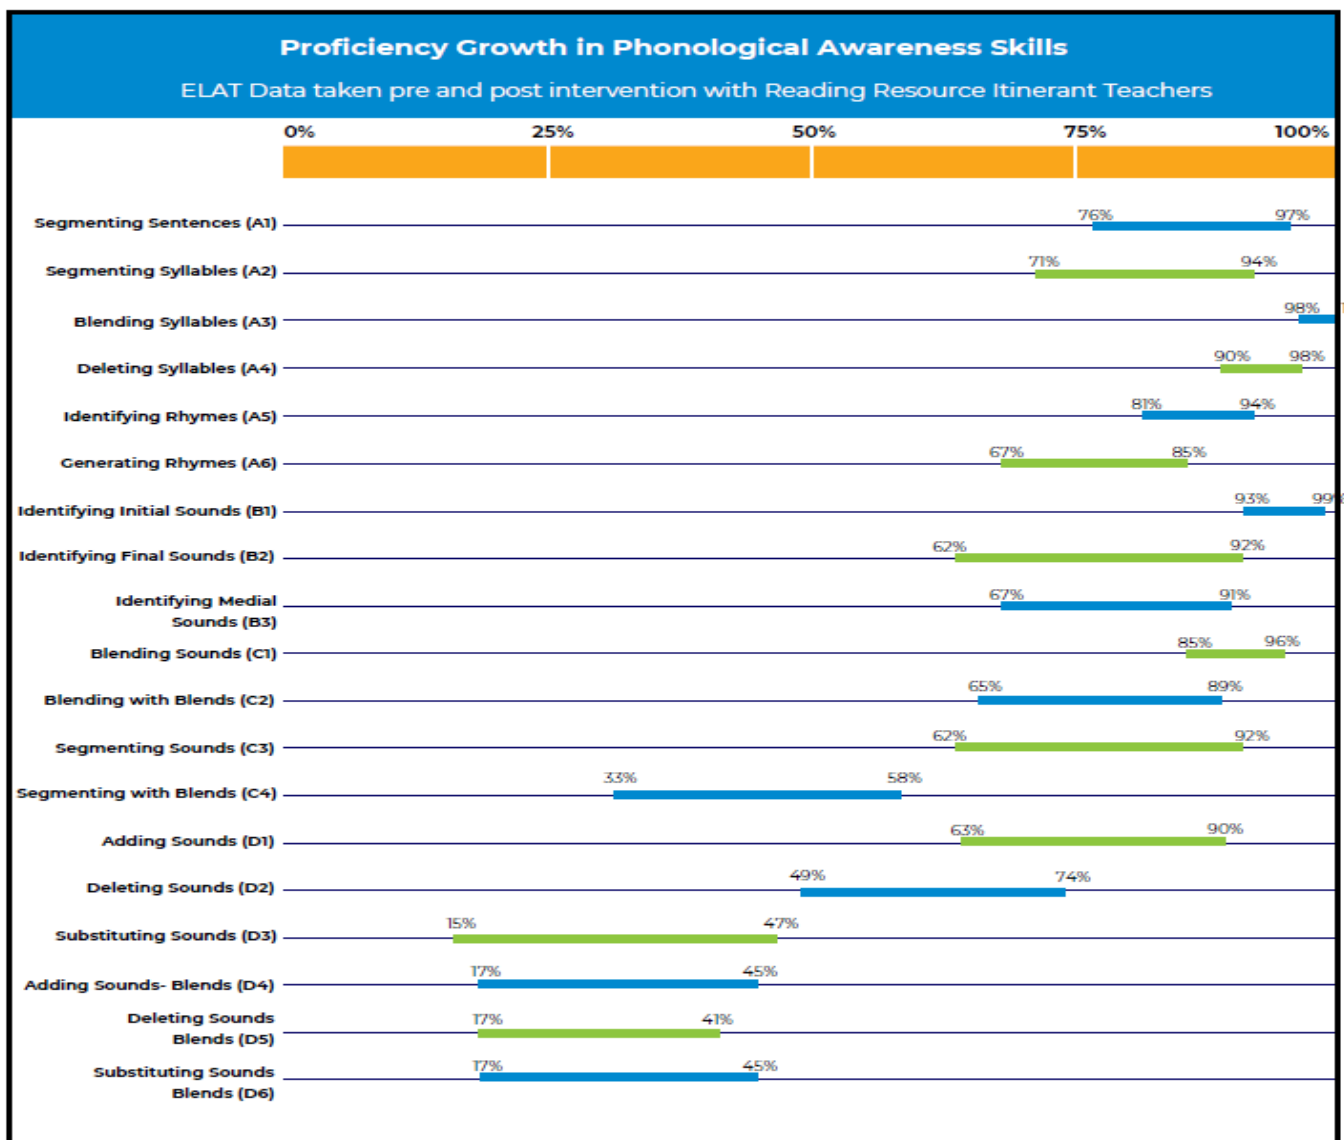 Proficiency Growth in Phonological Awareness Skills
ELAT Data taken pre and post intervention with Reading Resource Itinerant Teachers
0% 25% 50% 75% 100%
Segmenting Sentences (A1) 76% 97%
Segmenting Syllables (A2) 71% 94%
Blending Syllables (A3) 98%
Deleting Syllables (A4) 90% 98%
Identifying Rhymes (A5) 81% 94%
Generating Rhymes (A6) 67% 85%
Identifying Initial Sounds (B1) 93% 99%
Identifying Final Sounds (B2) 62% 92%
Identifying Medial 67% 91%
Sounds (B3)
Blending Sounds (C1) 85% 96%
Blending with Blends (C2) 65% 89%
Segmenting Sounds (C3) 62% 92%
Segmenting with Blends (C4) 33% 58%
Adding Sounds (D1) 63% 90%
Deleting Sounds (D2) 49% 74%
Substituting Sounds (D3) 15% 47%
Adding Sounds- Blends (D4) 17% 45%
Deleting Sounds 17% 41%
Blends (D5)
Substituting Sounds 17% 45%
Blends (D6)